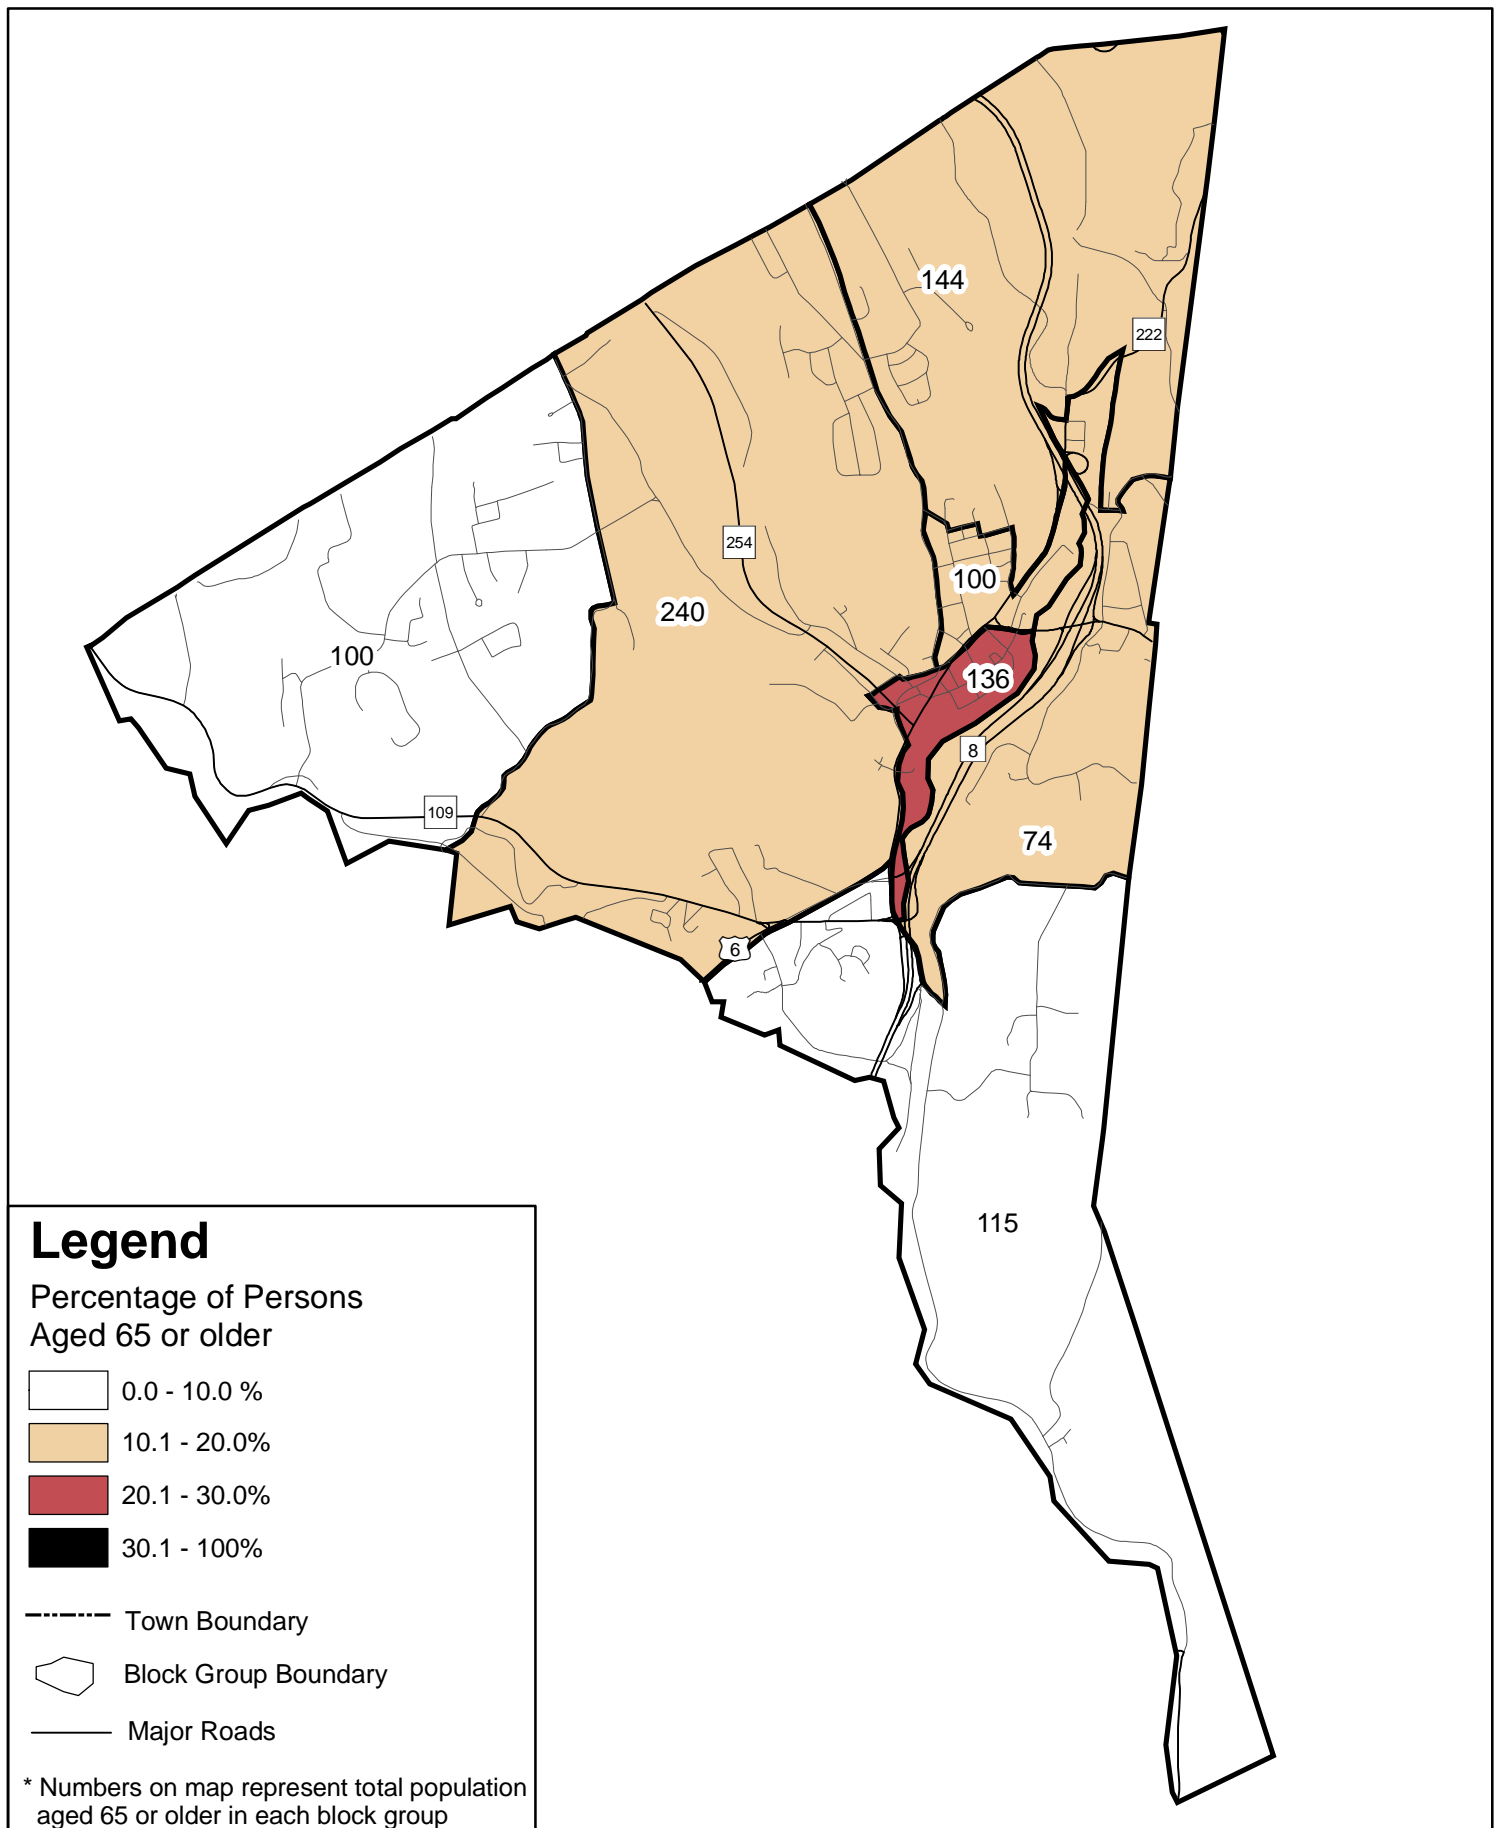 144
222
254
100
240
100
136
8
109
74
6
115
Legend
Percentage of Persons
Aged 65 or older
0.0 - 10.0 %
10.1 - 20.0%
20.1 - 30.0%
30.1 - 100%
Town Boundary
Block Group Boundary
Major Roads
* Numbers on map represent total population
aged 65 or older in each block group